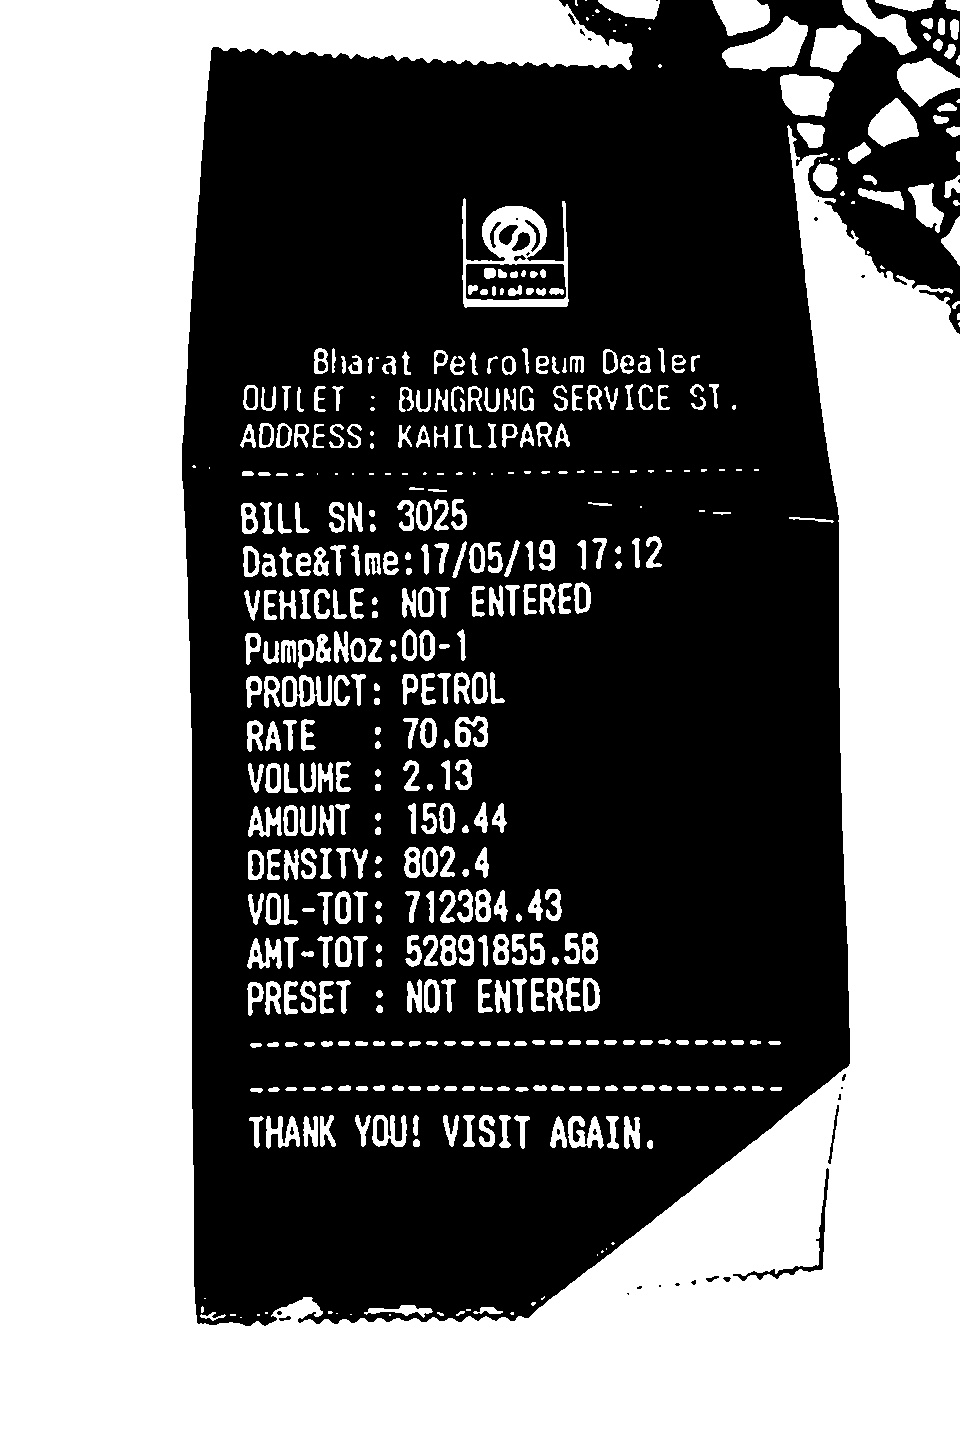 Bharat
Petroleum
Bharat Petroleum Dealer
OUTLET : BUNGRUNG SERVICE ST.
ADDRESS: KAHILIPARA
--------------------------------
BILL SN: 3025
Date&Time:17/05/19 17:12
VEHICLE: NOT ENTERED
Pump&Noz:00-1
PRODUCT: PETROL
RATE   : 70.63
VOLUME : 2.13
AMOUNT : 150.44
DENSITY: 802.4
VOL-TOT: 712384.43
AMT-TOT: 52891855.58
PRESET : NOT ENTERED
-------------------------------
-------------------------------
THANK YOU! VISIT AGAIN.